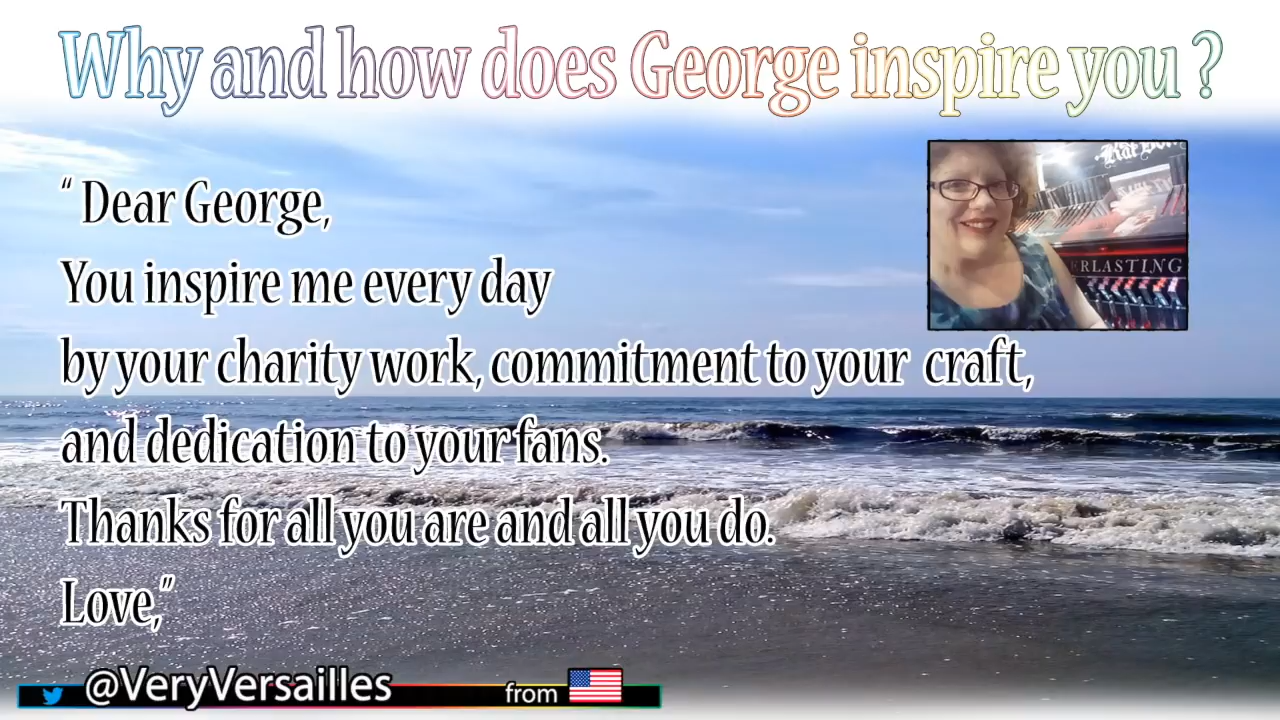 Why and how does George inspire you ?
“ Dear George,
You inspire me every day
by your charity work, commitment to your craft,
and dedication to your fans.
Thanks for all you are and all you do.
Love,”
@VeryVersailles from
ERLASTING